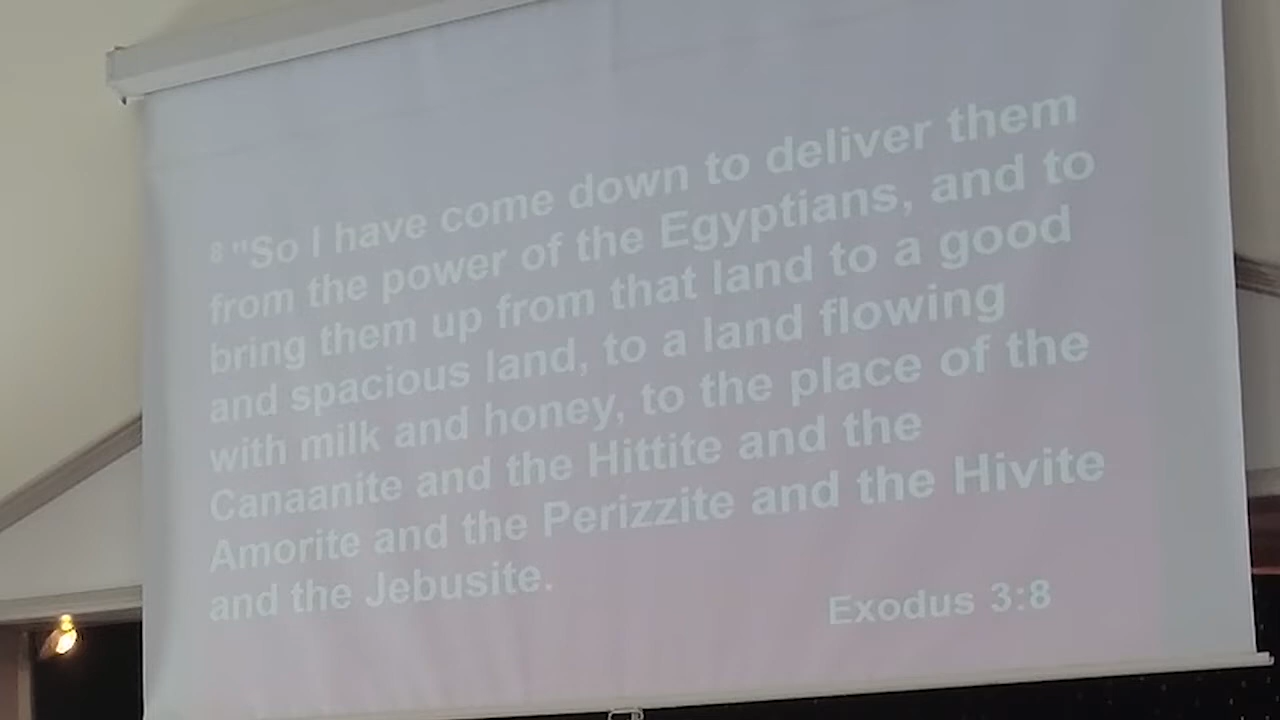 8 "So I have come down to deliver them
from the power of the Egyptians, and to
bring them up from that land to a good
and spacious land, to a land flowing
with milk and honey, to the place of the
Canaanite and the Hittite and the
Amorite and the Perizzite and the Hivite
and the Jebusite.
Exodus 3:8